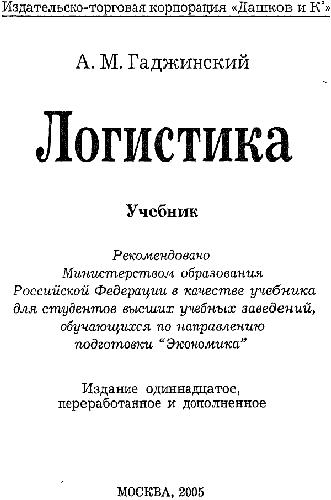 Издательско-торговая корпорация «Дашков и К°»
А. М. Гаджинский
Логистика
Учебник
Рекомендовано
Министерством образования
Российской Федерации в качестве учебника
для студентов высших учебных заведений,
обучающихся по направлению
подготовки “Экономика”
Издание одиннадцатое,
переработанное и дополненное
МОСКВА, 2005